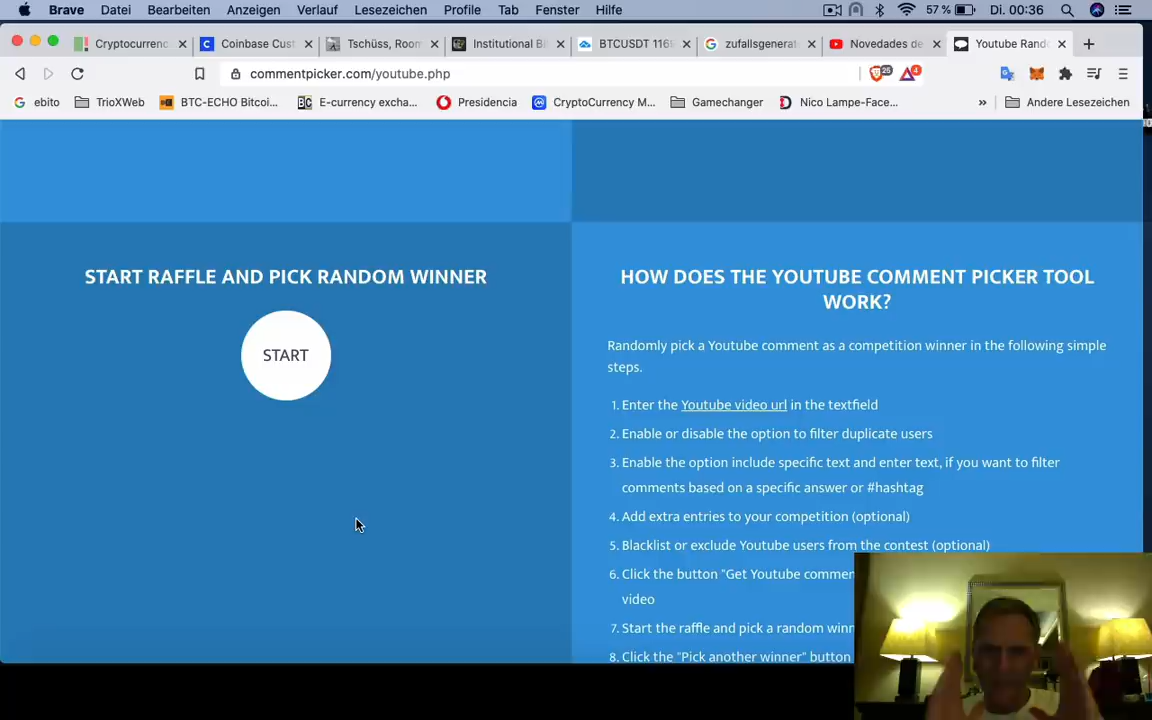 Brave Datei Bearbeiten Anzeigen Verlauf Lesezeichen Profile Tab Fenster Hilfe 57 % Di. 00:36
Cryptocurrenc Coinbase Cust Tschüss, Room Institutional Bi BTCUSDT 116 zufallsgenerat Novedades de Youtube Rand
commentpicker.com/youtube.php 25 4
ebito TrioXWeb BTC-ECHO Bitcoi... E-currency excha... Presidencia CryptoCurrency M... Gamechanger Nico Lampe-Face... » Andere Lesezeichen
START RAFFLE AND PICK RANDOM WINNER
START
HOW DOES THE YOUTUBE COMMENT PICKER TOOL
WORK?
Randomly pick a Youtube comment as a competition winner in the following simple
steps.
1. Enter the Youtube video url in the textfield
2. Enable or disable the option to filter duplicate users
3. Enable the option include specific text and enter text, if you want to filter
comments based on a specific answer or #hashtag
4. Add extra entries to your competition (optional)
5. Blacklist or exclude Youtube users from the contest (optional)
6. Click the button "Get Youtube commen
video
7. Start the raffle and pick a random winn
8. Click the "Pick another winner" button